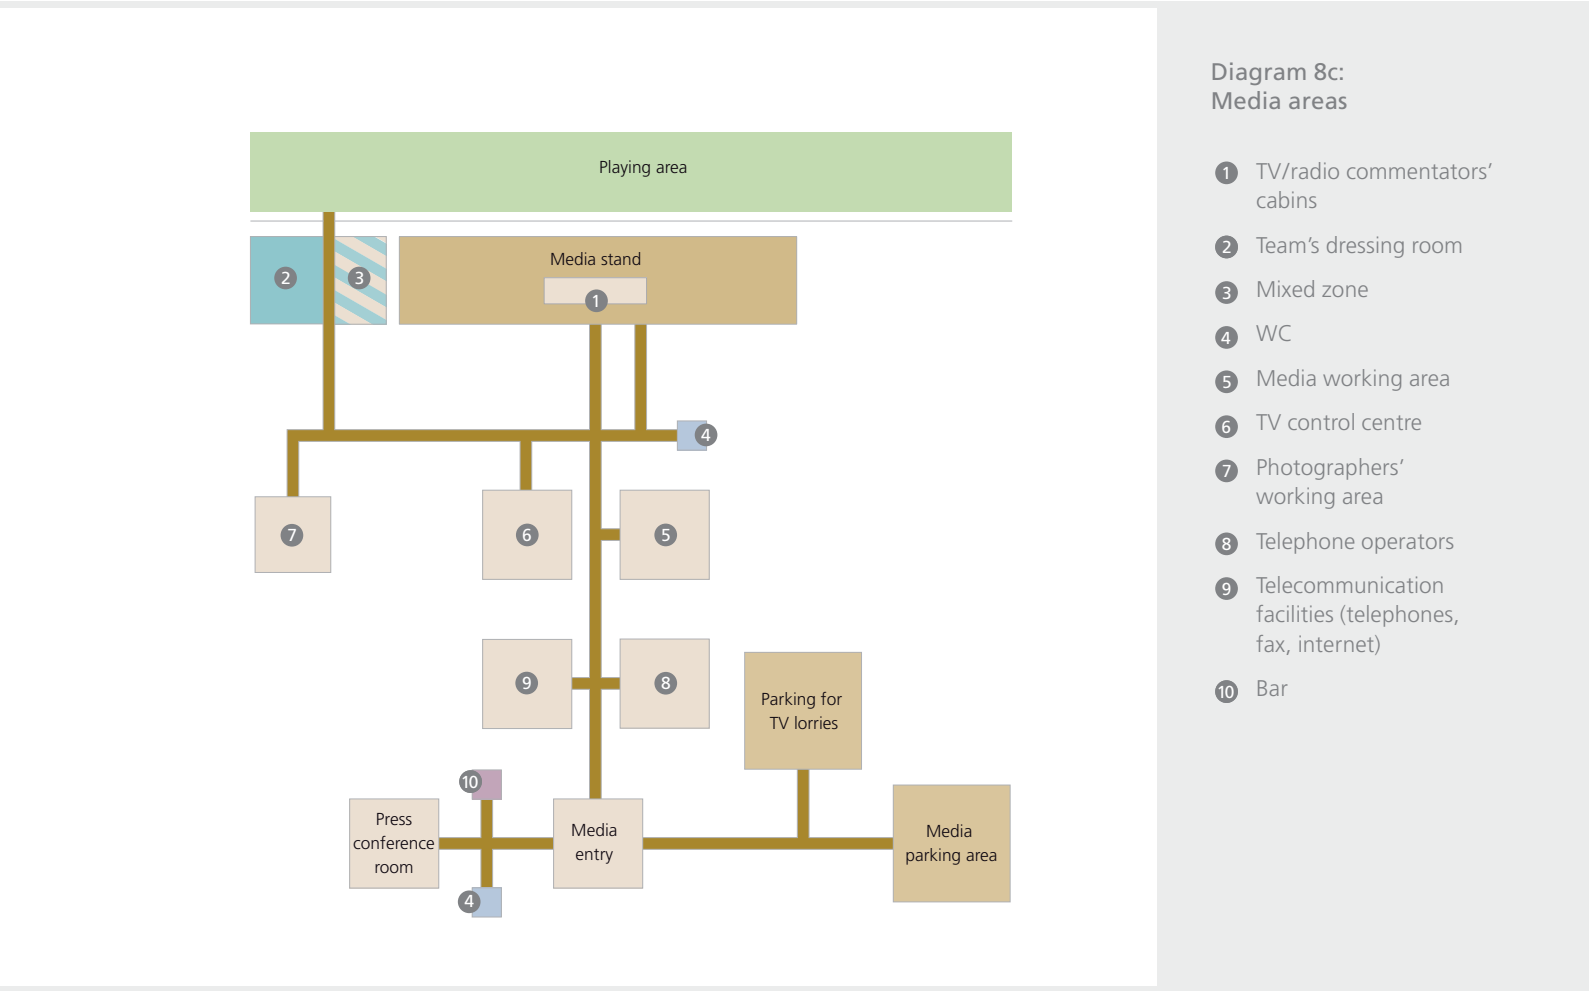 Diagram 8c:
Media areas
1 TV/radio commentators’
cabins
2 Team’s dressing room
3 Mixed zone
4 WC
5 Media working area
6 TV control centre
7 Photographers’
working area
8 Telephone operators
9 Telecommunication
facilities (telephones,
fax, internet)
10 Bar
Playing area
Media stand
2
3
1
4
7
6
5
9
8
Parking for
TV lorries
10
Press
conference
room
Media
entry
Media
parking area
4